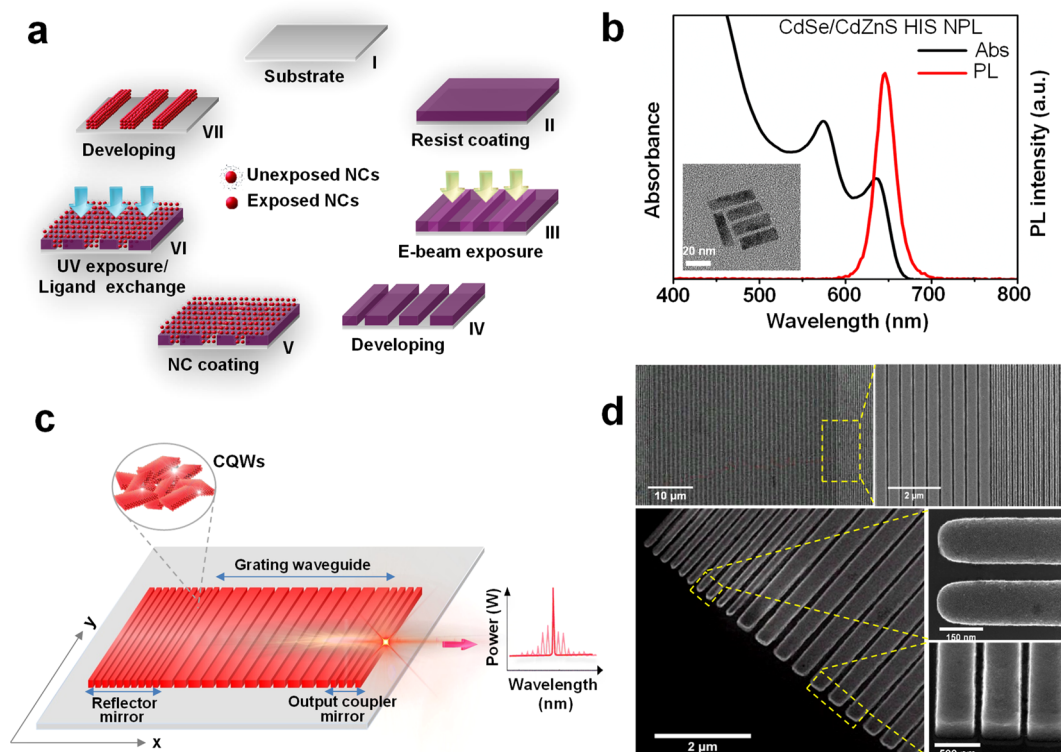 a
Substrate
I
Resist coating
II
E-beam exposure
III
Developing
IV
NC coating
V
UV exposure/
Ligand exchange
VI
Developing
VII
Unexposed NCs
Exposed NCs
b
CdSe/CdZnS HIS NPL
Abs
PL
Absorbance
PL intensity (a.u.)
20 nm
400 500 600 700 800
Wavelength (nm)
c
CQWs
Grating waveguide
Reflector
mirror
Output coupler
mirror
y
x
Power (W)
Wavelength
(nm)
d
10 µm
2 µm
2 µm
150 nm